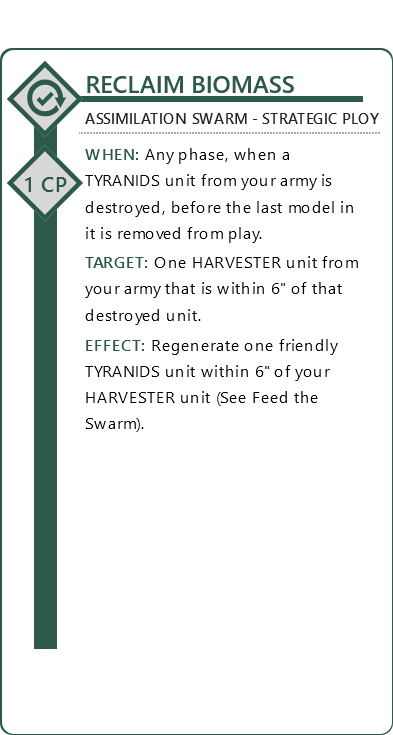 RECLAIM BIOMASS
ASSIMILATION SWARM - STRATEGIC PLOY
1 CP
WHEN: Any phase, when a
TYRANIDS unit from your army is
destroyed, before the last model in
it is removed from play.
TARGET: One HARVESTER unit from
your army that is within 6" of that
destroyed unit.
EFFECT: Regenerate one friendly
TYRANIDS unit within 6" of your
HARVESTER unit (See Feed the
Swarm).